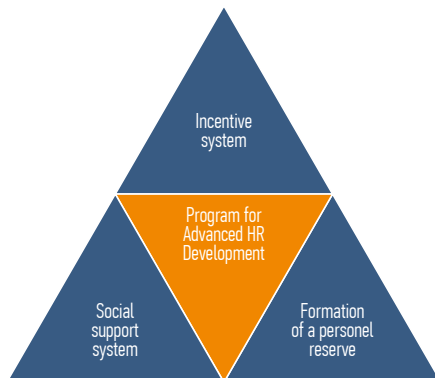 Incentive
system
Program for
Advanced HR
Development
Social
support
system
Formation
of a personel
reserve